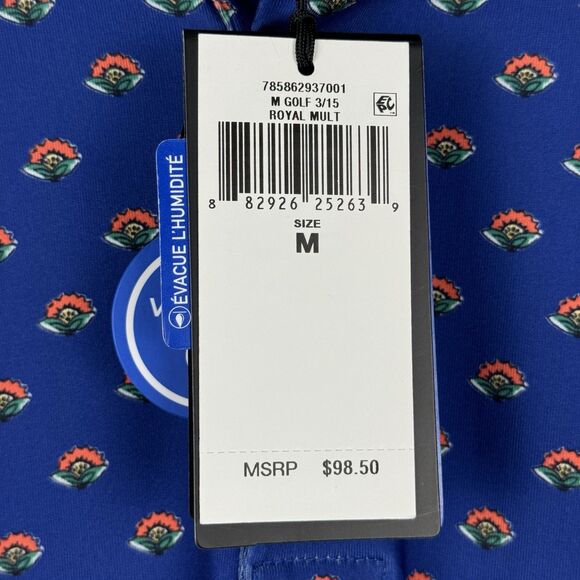 785862937001
M GOLF 3/15
ROYAL MULT
8 82926 25263 9
SIZE
M
MSRP $98.50
ÉVACUE L'HUMIDITÉ